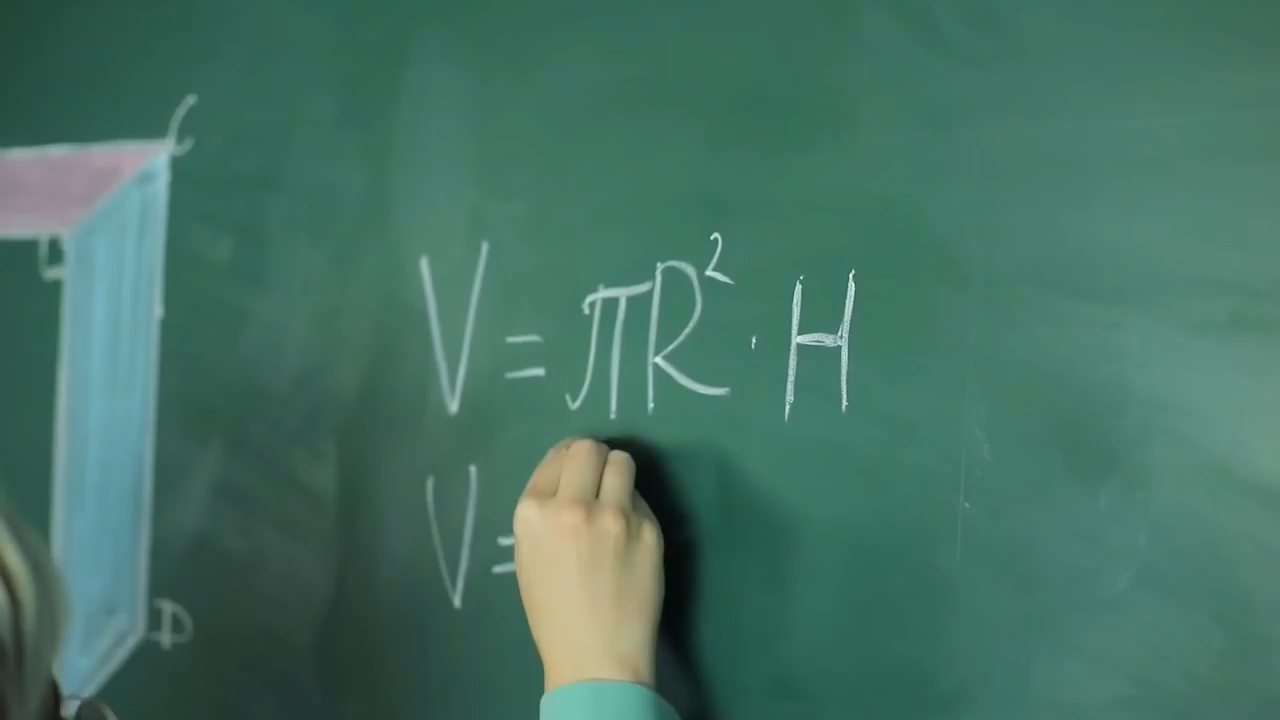 C
V = πR² · H
V =
D